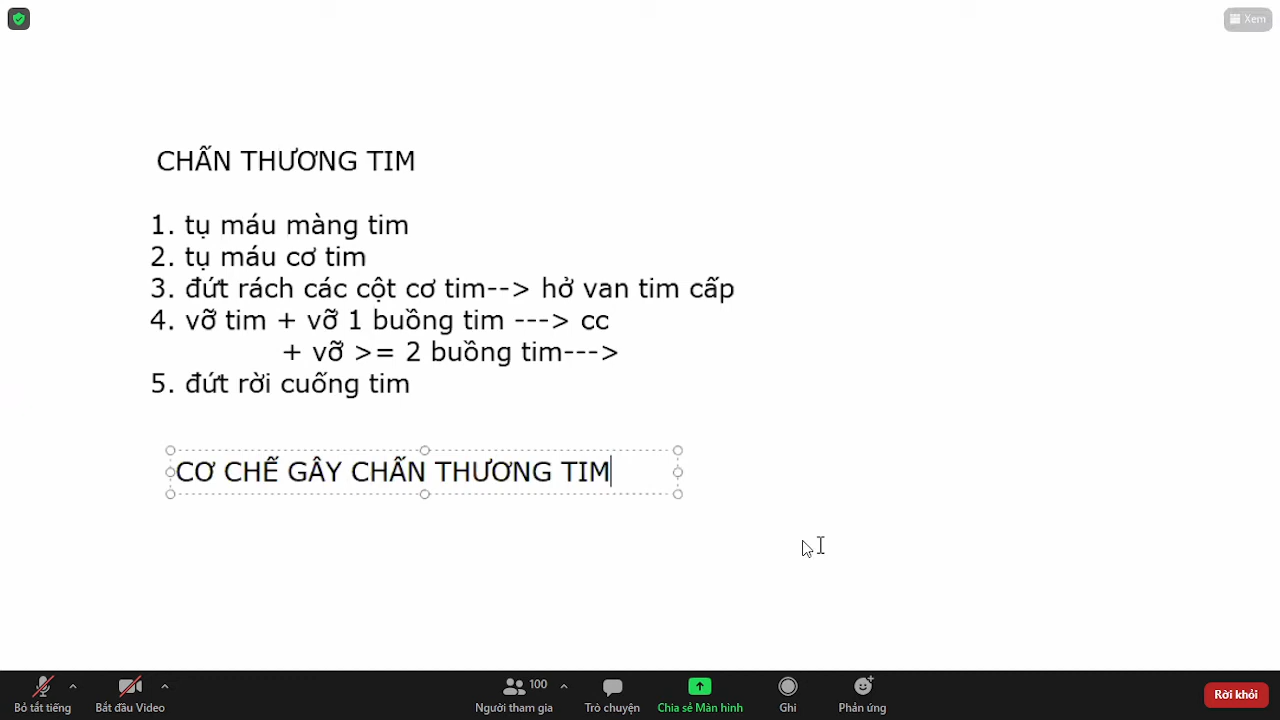 Xem
CHẤN THƯƠNG TIM
1. tụ máu màng tim
2. tụ máu cơ tim
3. đứt rách các cột cơ tim--> hở van tim cấp
4. vỡ tim + vỡ 1 buồng tim ---> cc
+ vỡ >= 2 buồng tim--->
5. đứt rời cuống tim
CƠ CHẾ GÂY CHẤN THƯƠNG TIM
Bỏ tắt tiếng
Bắt đầu Video
Người tham gia
100
Trò chuyện
Chia sẻ Màn hình
Ghi
Phản ứng
Rời khỏi